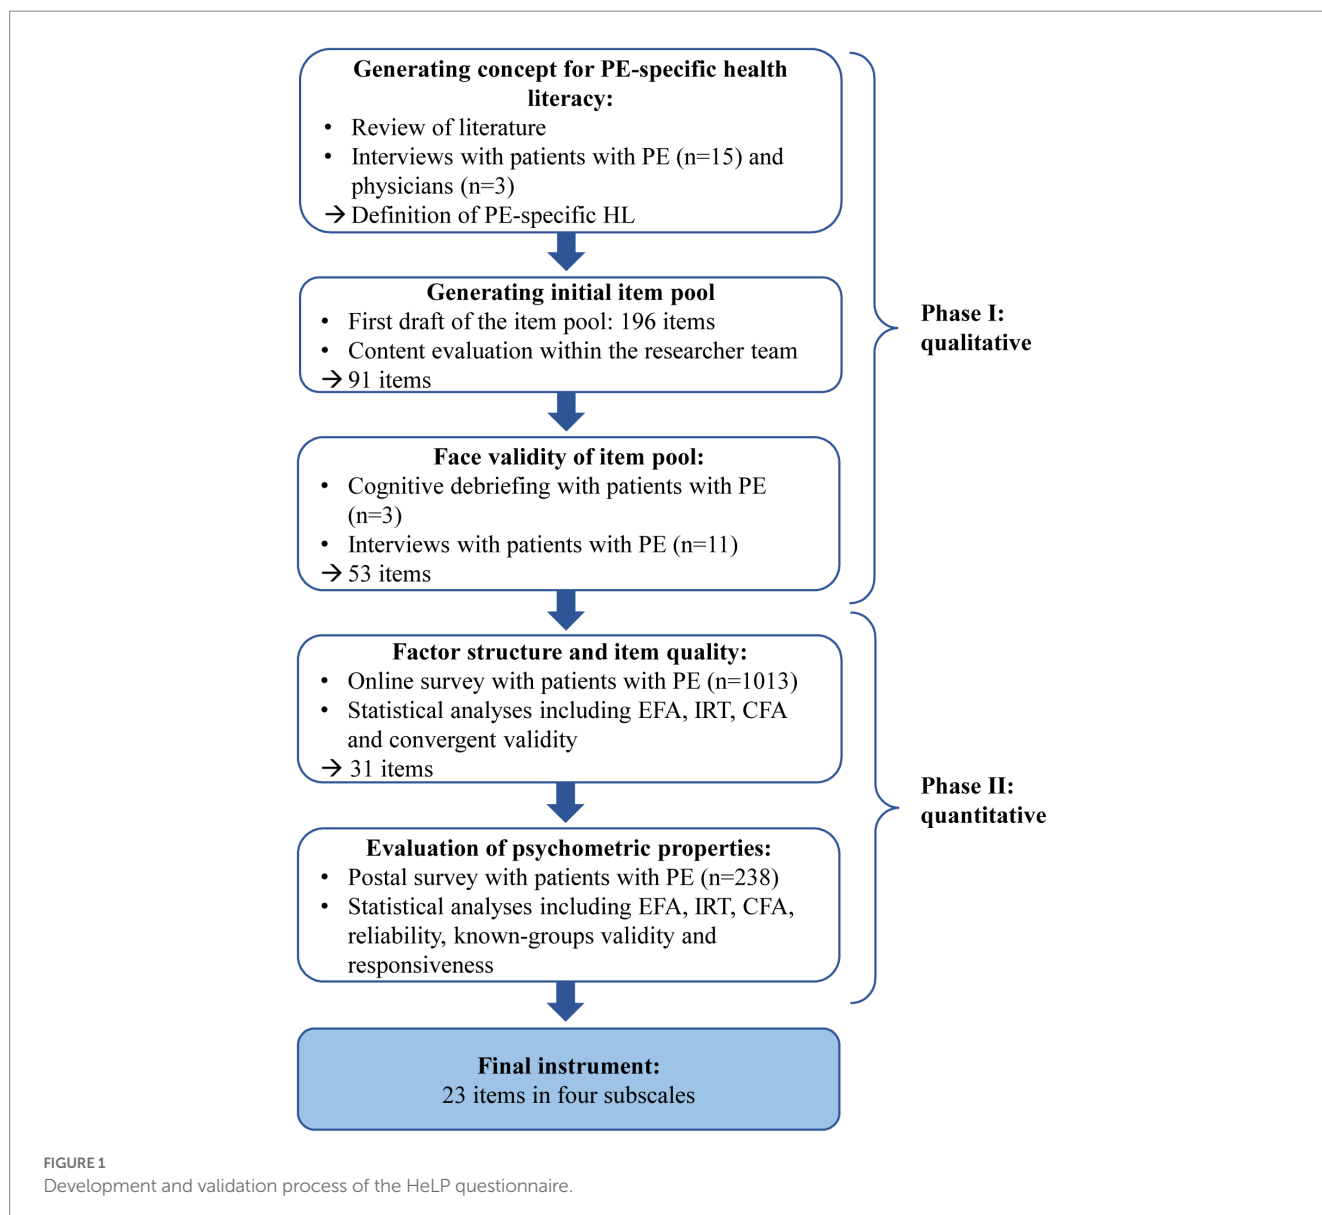 Generating concept for PE-specific health
literacy:
• Review of literature
• Interviews with patients with PE (n=15) and
physicians (n=3)
→ Definition of PE-specific HL
Generating initial item pool
• First draft of the item pool: 196 items
• Content evaluation within the researcher team
→ 91 items
Phase I:
qualitative
Face validity of item pool:
• Cognitive debriefing with patients with PE
(n=3)
• Interviews with patients with PE (n=11)
→ 53 items
Factor structure and item quality:
• Online survey with patients with PE (n=1013)
• Statistical analyses including EFA, IRT, CFA
and convergent validity
→ 31 items
Phase II:
quantitative
Evaluation of psychometric properties:
• Postal survey with patients with PE (n=238)
• Statistical analyses including EFA, IRT, CFA,
reliability, known-groups validity and
responsiveness
Final instrument:
23 items in four subscales
FIGURE 1
Development and validation process of the HeLP questionnaire.